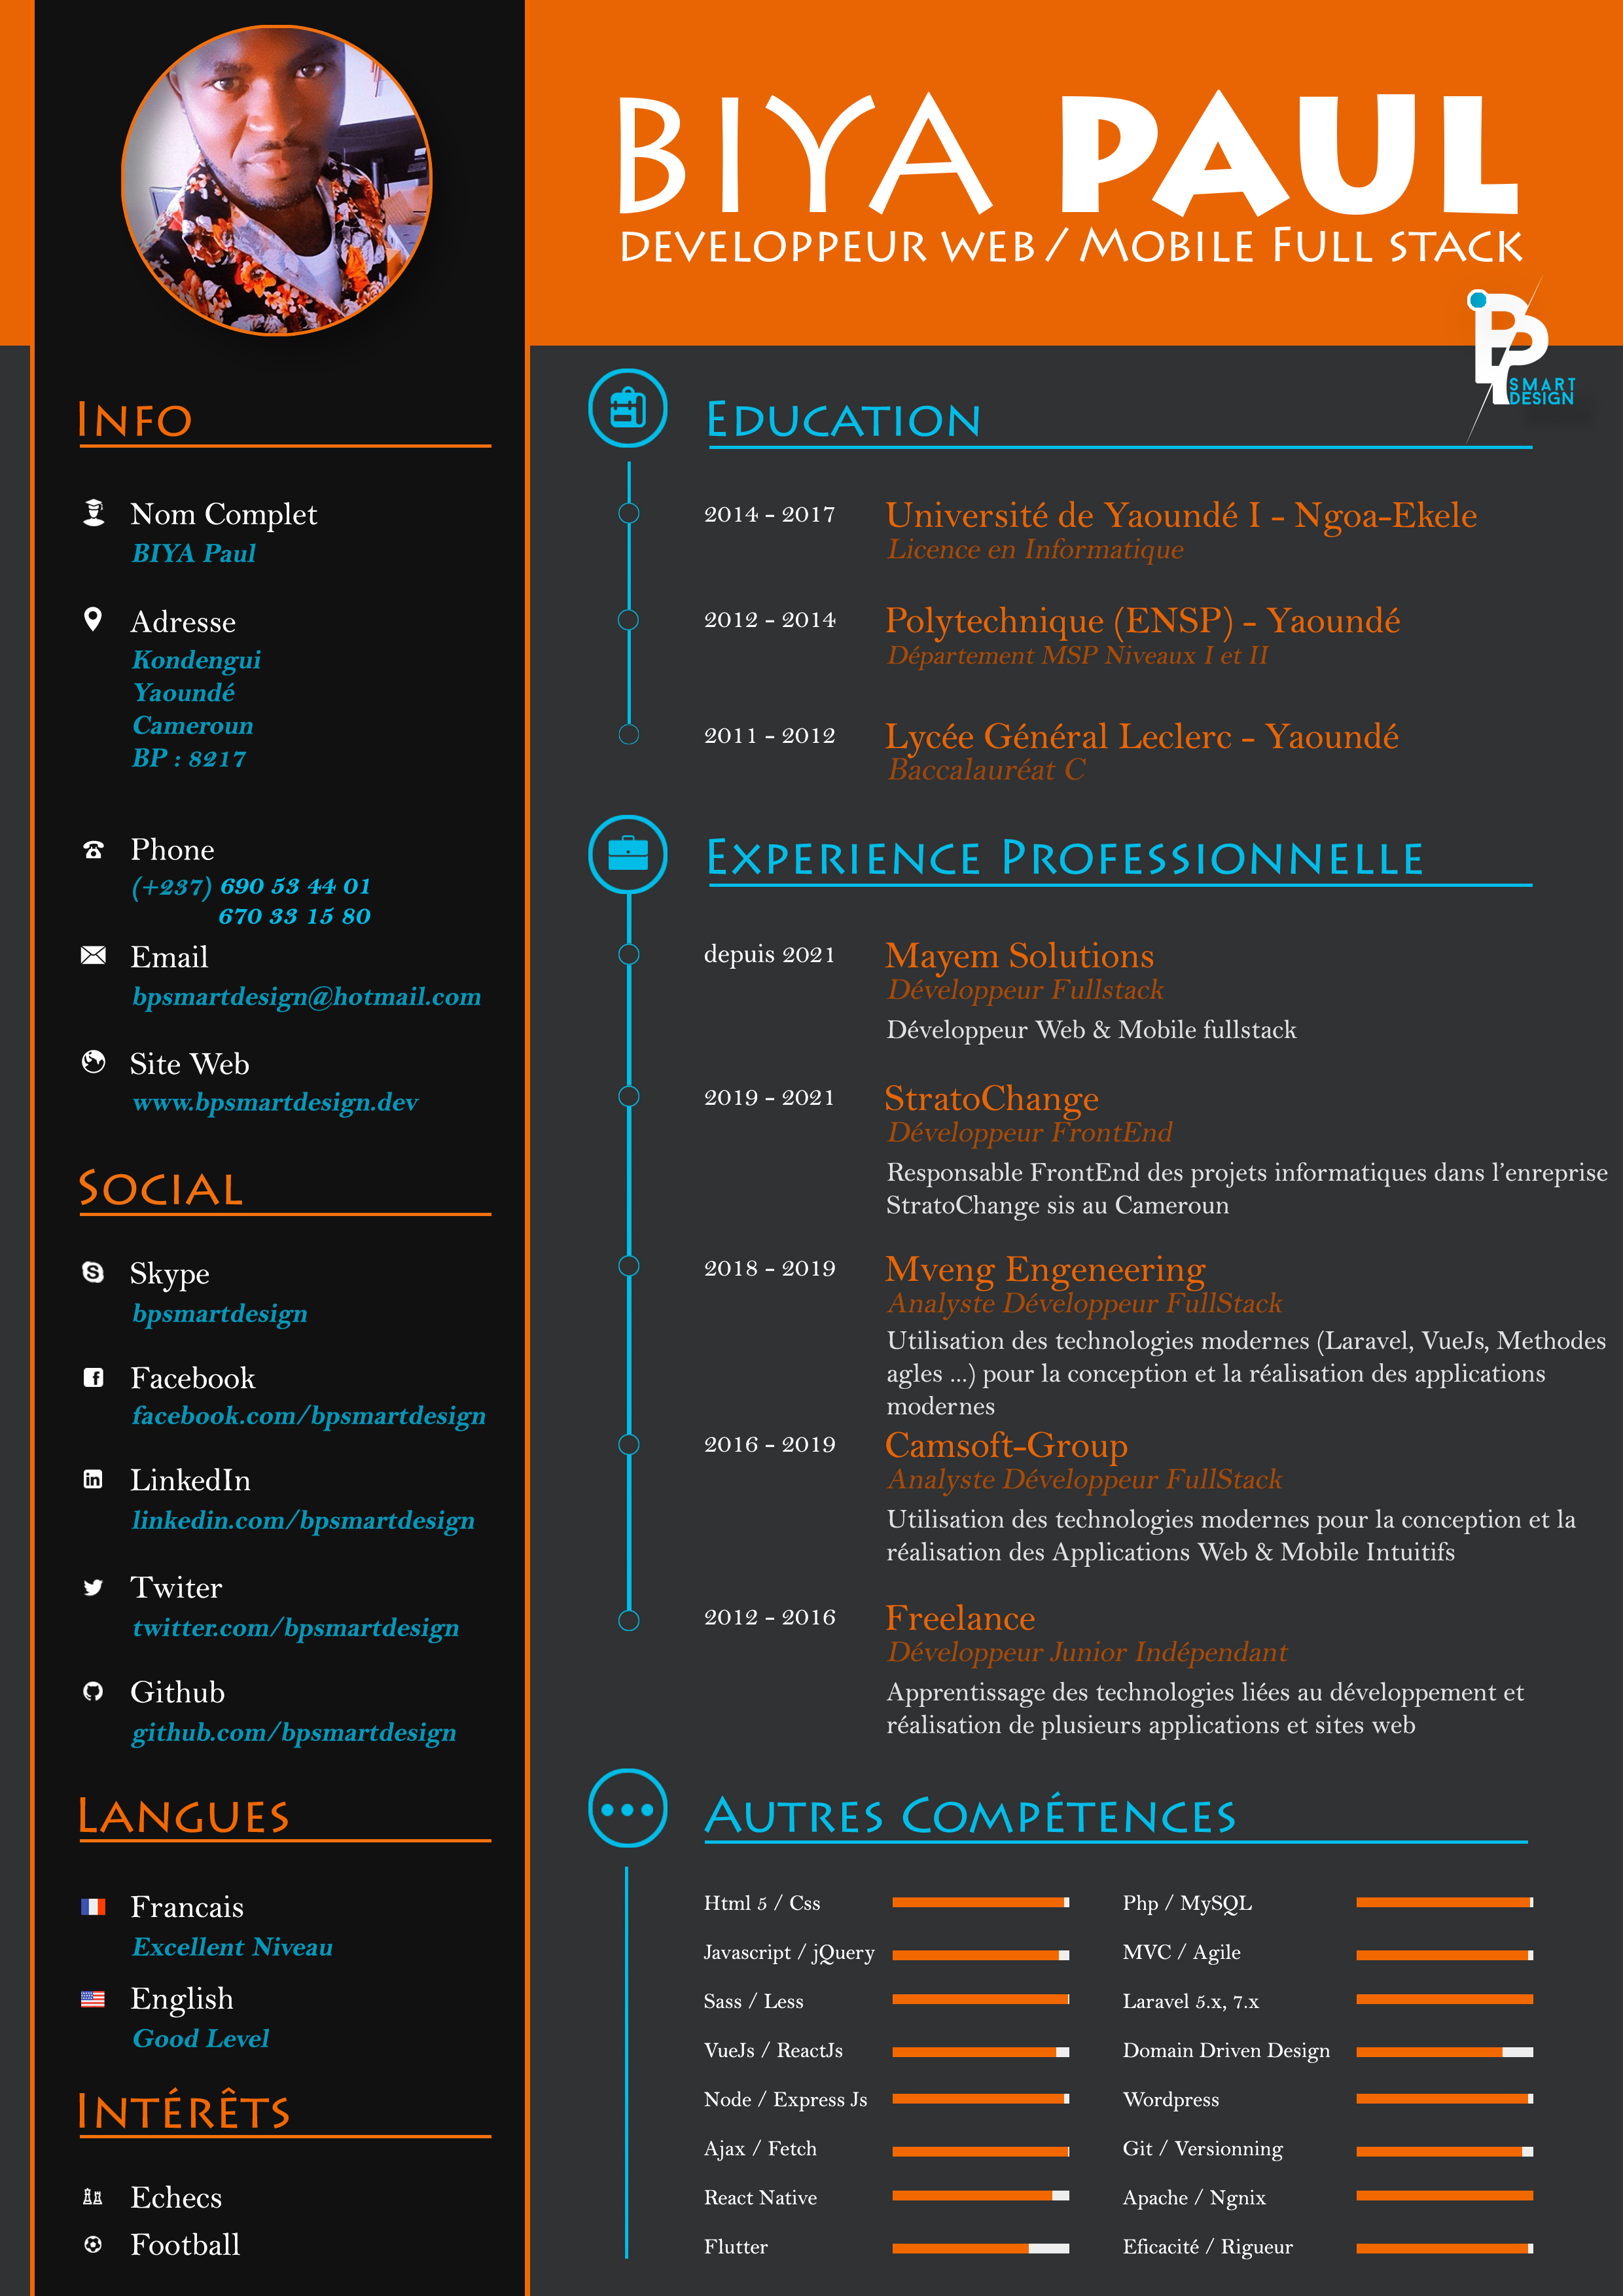 BIYA PAUL
DEVELOPPEUR WEB / MOBILE FULL STACK
SMART
DESIGN
INFO
Nom Complet
BIYA Paul
Adresse
Kondengui
Yaoundé
Cameroun
BP : 8217
Phone
(+237) 690 53 44 01
670 33 15 80
Email
bpsmartdesign@hotmail.com
Site Web
www.bpsmartdesign.dev
SOCIAL
Skype
bpsmartdesign
Facebook
facebook.com/bpsmartdesign
LinkedIn
linkedin.com/bpsmartdesign
Twiter
twitter.com/bpsmartdesign
Github
github.com/bpsmartdesign
LANGUES
Francais
Excellent Niveau
English
Good Level
INTÉRÊTS
Echecs
Football
EDUCATION
2014 - 2017 Université de Yaoundé I - Ngoa-Ekele
Licence en Informatique
2012 - 2014 Polytechnique (ENSP) - Yaoundé
Département MSP Niveaux I et II
2011 - 2012 Lycée Général Leclerc - Yaoundé
Baccalauréat C
EXPERIENCE PROFESSIONNELLE
depuis 2021 Mayem Solutions
Développeur Fullstack
Développeur Web & Mobile fullstack
2019 - 2021 StratoChange
Développeur FrontEnd
Responsable FrontEnd des projets informatiques dans l'enreprise
StratoChange sis au Cameroun
2018 - 2019 Mveng Engeneering
Analyste Développeur FullStack
Utilisation des technologies modernes (Laravel, VueJs, Methodes
agles ...) pour la conception et la réalisation des applications
modernes
2016 - 2019 Camsoft-Group
Analyste Développeur FullStack
Utilisation des technologies modernes pour la conception et la
réalisation des Applications Web & Mobile Intuitifs
2012 - 2016 Freelance
Développeur Junior Indépendant
Apprentissage des technologies liées au développement et
réalisation de plusieurs applications et sites web
AUTRES COMPÉTENCES
Html 5 / Css Php / MySQL
Javascript / jQuery MVC / Agile
Sass / Less Laravel 5.x, 7.x
VueJs / ReactJs Domain Driven Design
Node / Express Js Wordpress
Ajax / Fetch Git / Versionning
React Native Apache / Ngnix
Flutter Eficacité / Rigueur